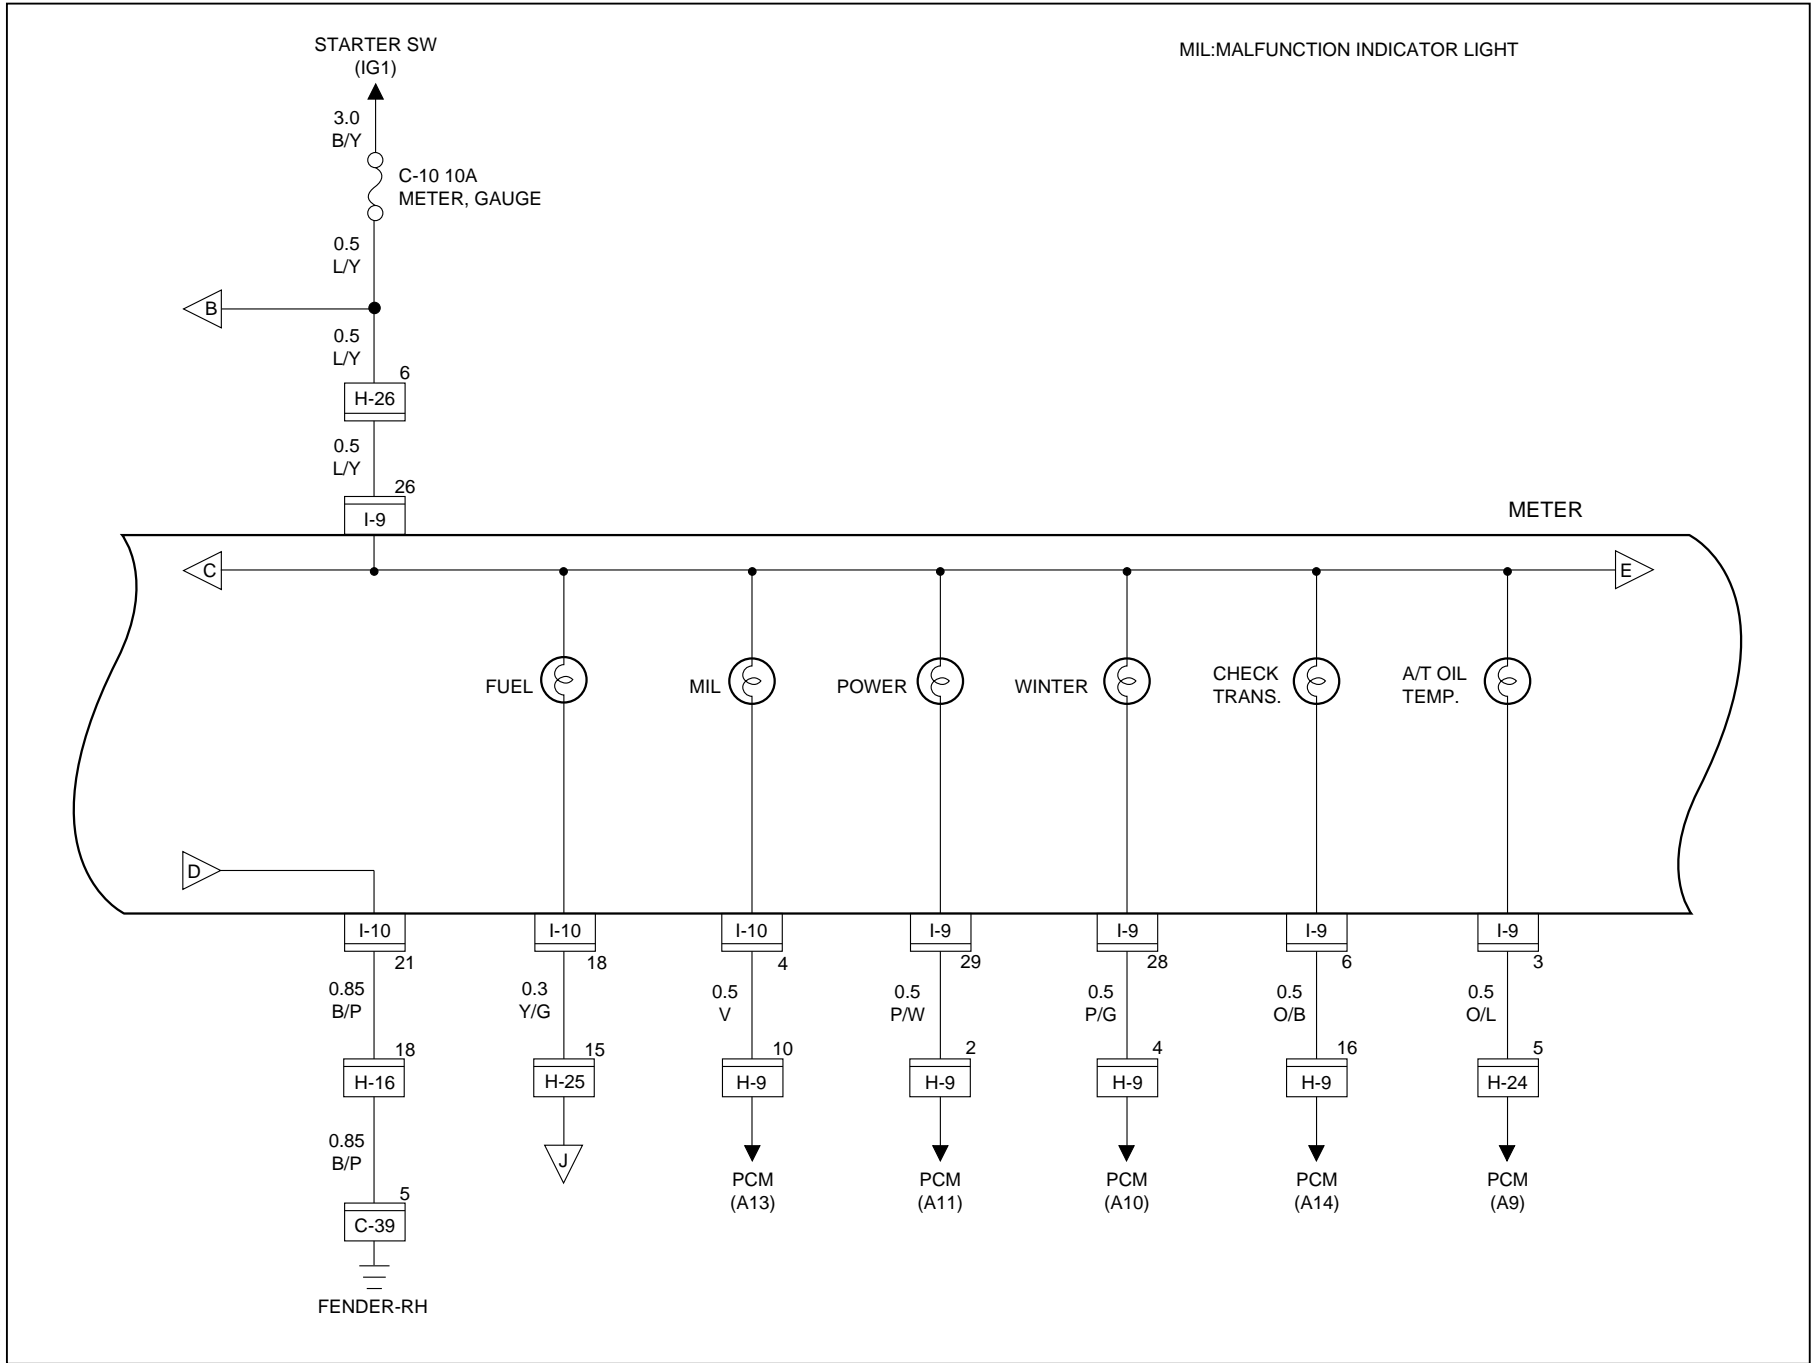 STARTER SW
(IG1)
MIL:MALFUNCTION INDICATOR LIGHT
3.0
B/Y
C-10 10A
METER, GAUGE
0.5
L/Y
B
0.5
L/Y
6
H-26
0.5
L/Y
26
I-9
METER
C
E
FUEL
MIL
POWER
WINTER
CHECK
TRANS.
A/T OIL
TEMP.
D
I-10
I-10
I-10
I-9
I-9
I-9
I-9
21
18
4
29
28
6
3
0.85
B/P
0.3
Y/G
0.5
V
0.5
P/W
0.5
P/G
0.5
O/B
0.5
O/L
18
15
10
2
4
16
5
H-16
H-25
H-9
H-9
H-9
H-9
H-24
0.85
B/P
J
PCM
(A13)
PCM
(A11)
PCM
(A10)
PCM
(A14)
PCM
(A9)
5
C-39
FENDER-RH